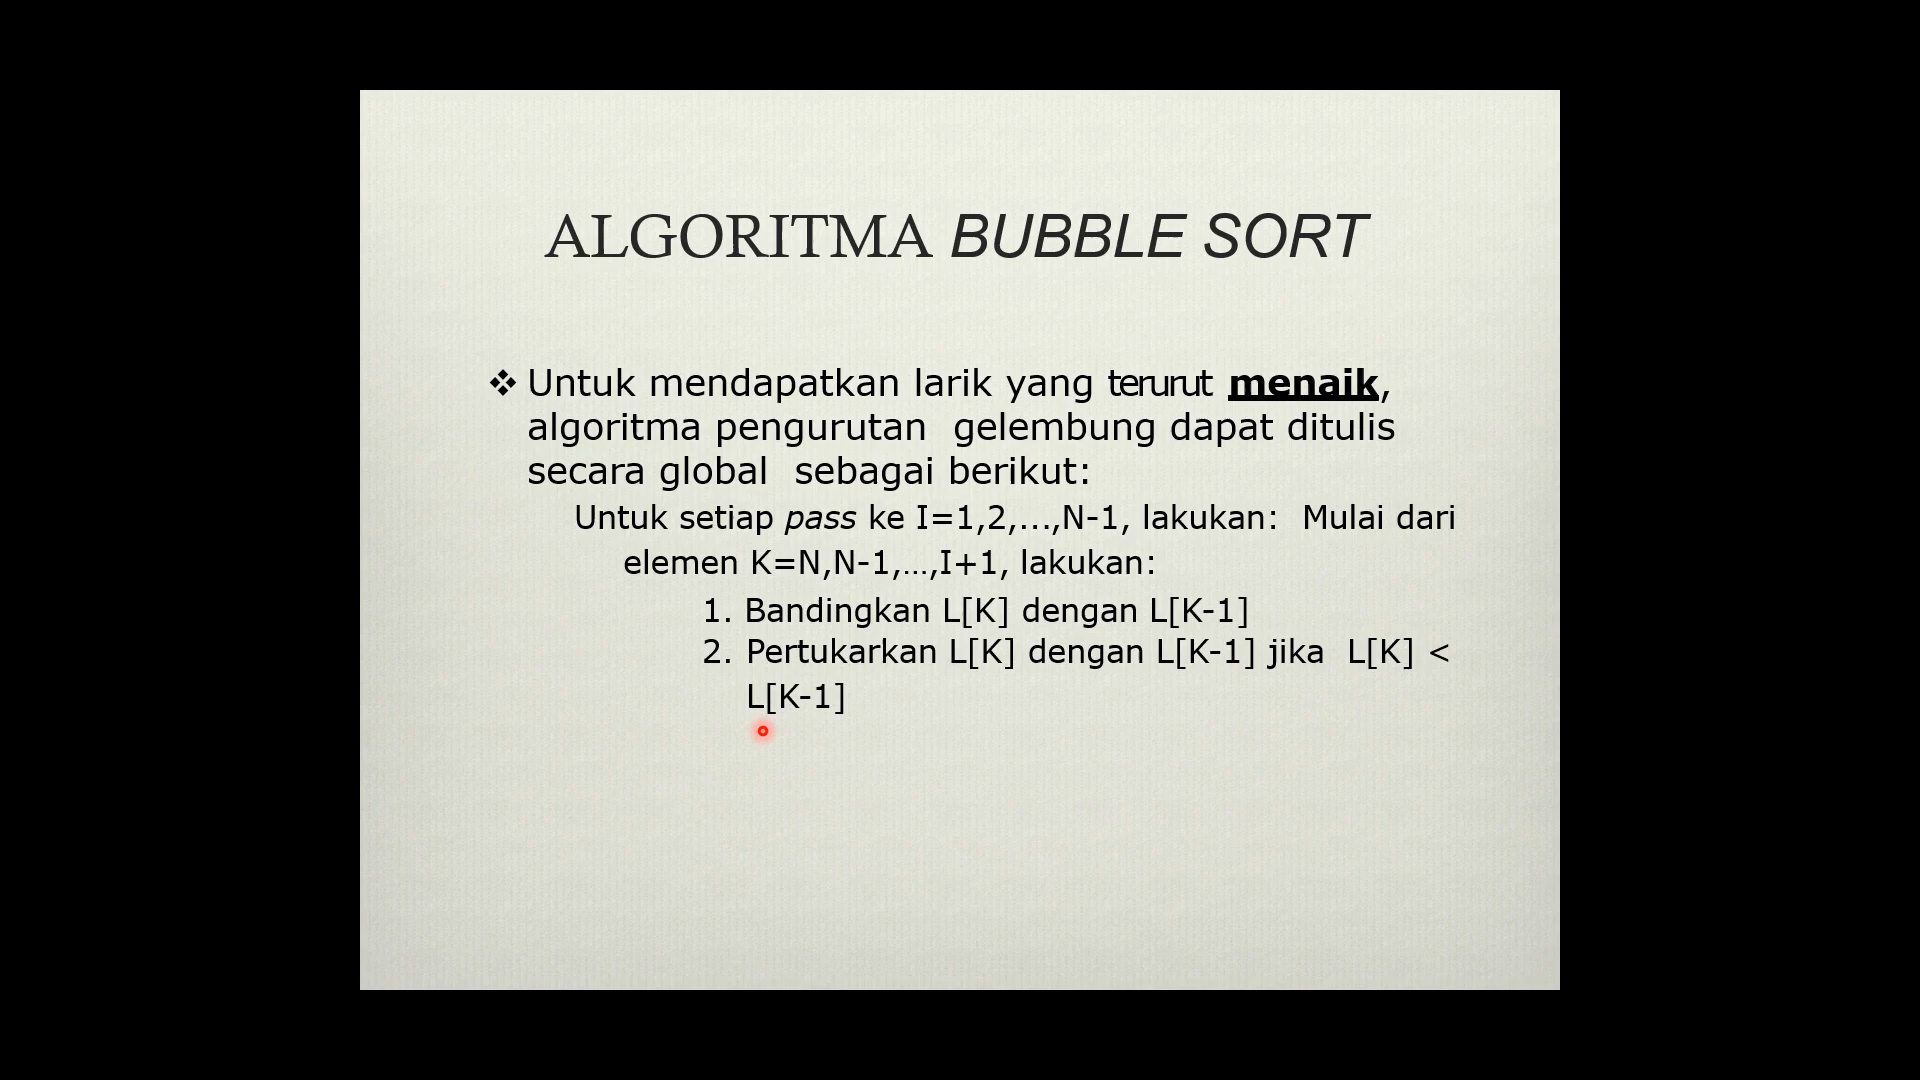 ALGORITMA BUBBLE SORT
❖ Untuk mendapatkan larik yang terurut menaik,
algoritma pengurutan gelembung dapat ditulis
secara global sebagai berikut:
Untuk setiap pass ke I=1,2,...,N-1, lakukan: Mulai dari
elemen K=N,N-1,...,I+1, lakukan:
1. Bandingkan L[K] dengan L[K-1]
2. Pertukarkan L[K] dengan L[K-1] jika L[K] <
L[K-1]